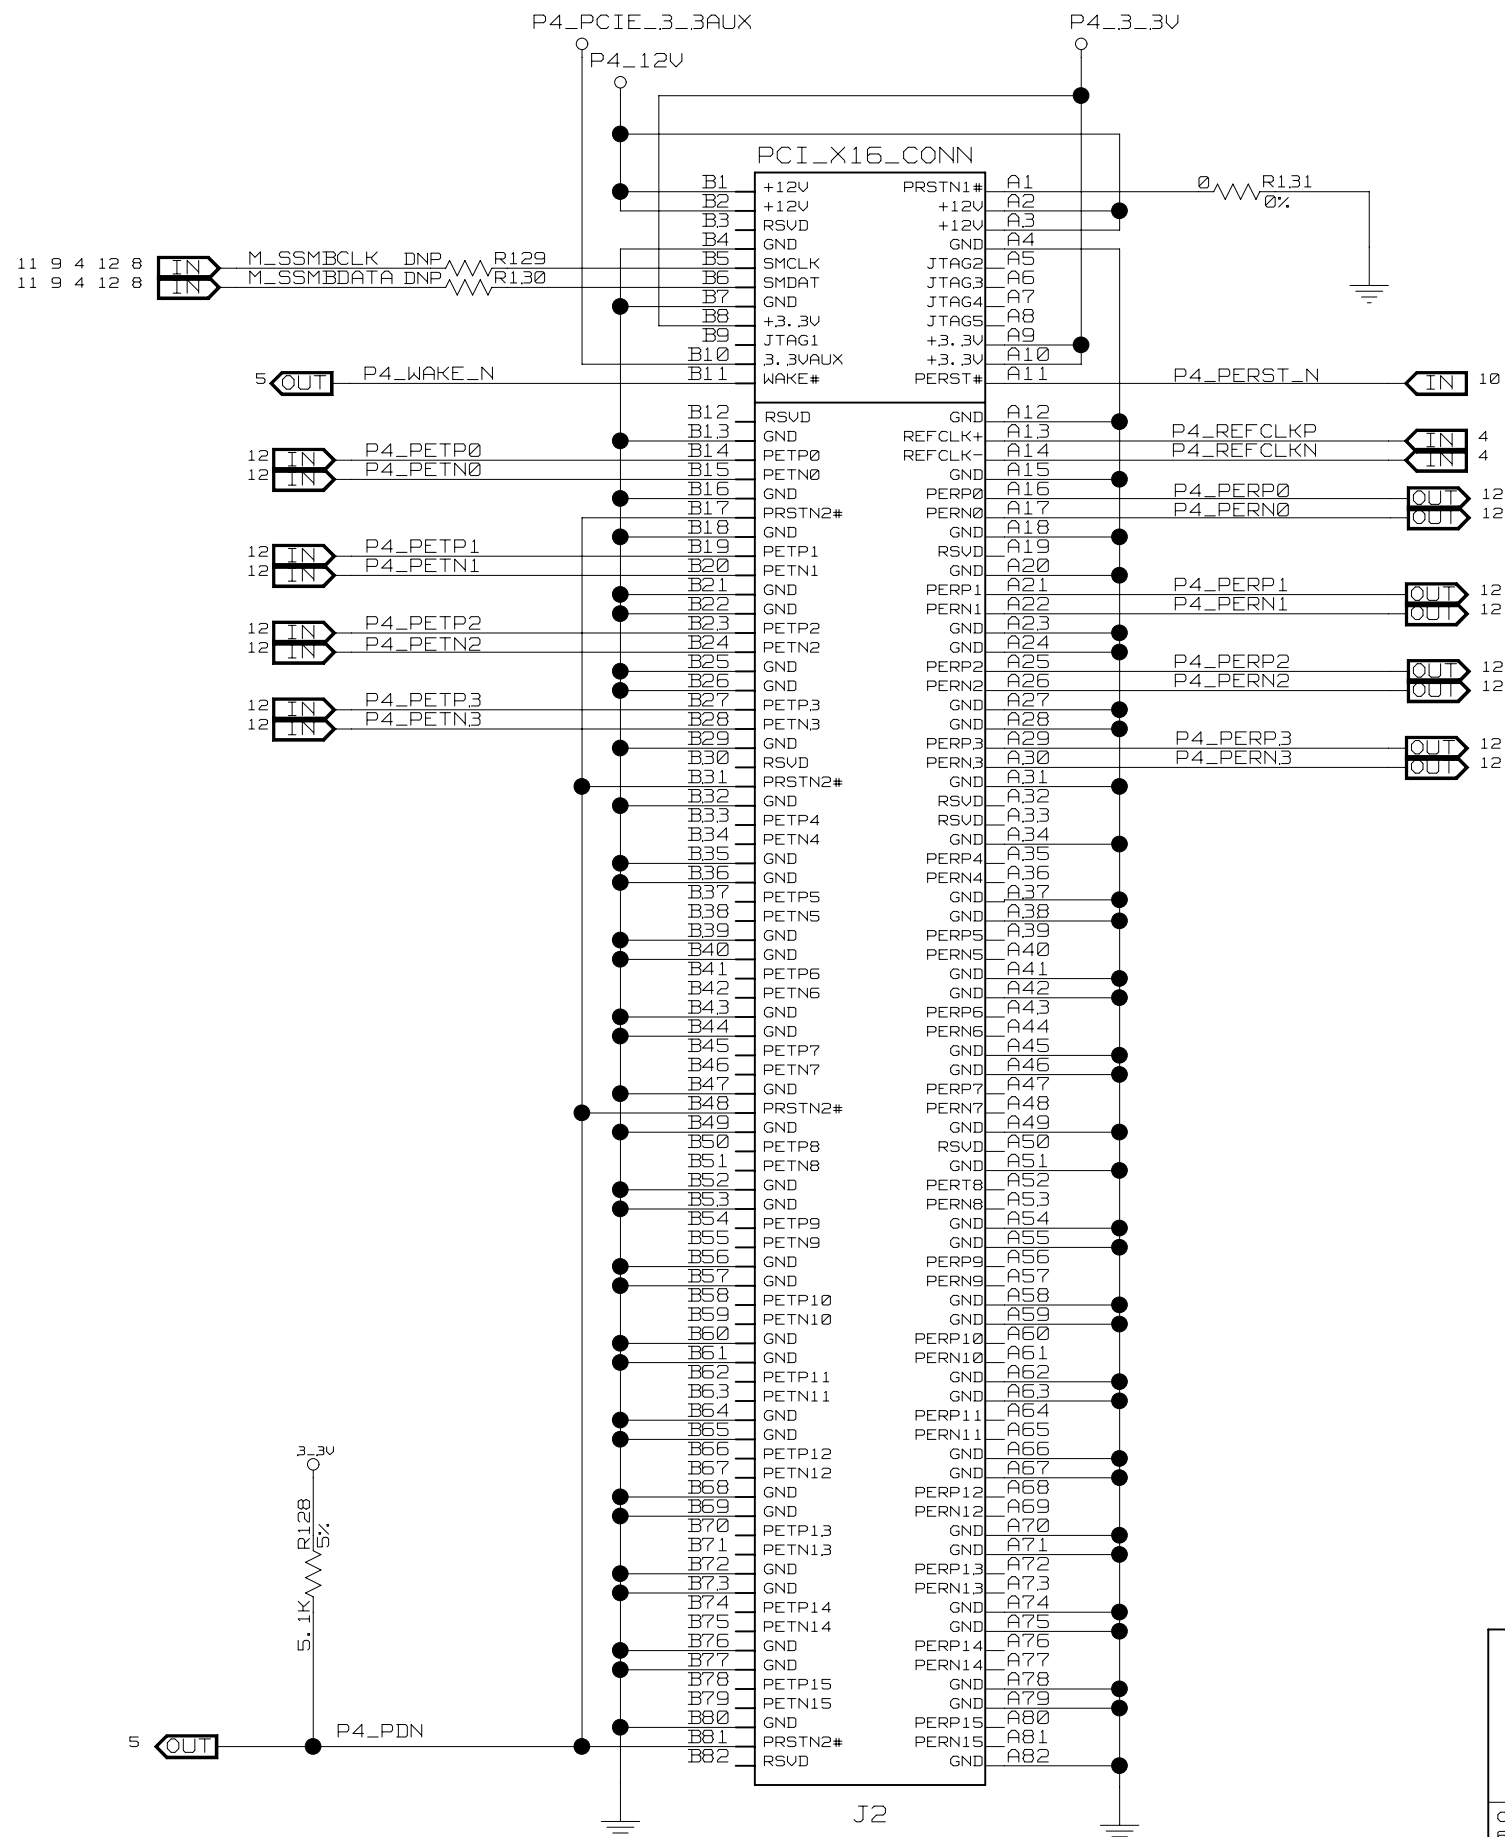 P4_PCIE_3_3AUX P4_3_3V
P4_12V
PCI_X16_CONN
B1 +12V PRSTN1# A1 0 R131
0%
B2 +12V +12V A2
B3 RSVD +12V A3
B4 GND GND A4
11 9 4 12 8 IN M_SSMBCLK DNP R129 B5 SMCLK JTAG2 A5
11 9 4 12 8 IN M_SSMBDATA DNP R130 B6 SMDAT JTAG3 A6
B7 GND JTAG4 A7
B8 +3.3V JTAG5 A8
B9 JTAG1 +3.3V A9
B10 3.3VAUX +3.3V A10
5 OUT P4_WAKE_N B11 WAKE# PERST# A11 P4_PERST_N IN 10
B12 RSVD GND A12
B13 GND REFCLK+ A13 P4_REFCLKP IN 4
12 IN P4_PETP0 B14 PETP0 REFCLK- A14 P4_REFCLKN IN 4
12 IN P4_PETN0 B15 PETN0 GND A15
B16 GND PERP0 A16 P4_PERP0 OUT 12
B17 PRSTN2# PERN0 A17 P4_PERN0 OUT 12
B18 GND GND A18
12 IN P4_PETP1 B19 PETP1 RSVD A19
12 IN P4_PETN1 B20 PETN1 GND A20
B21 GND PERP1 A21 P4_PERP1 OUT 12
B22 GND PERN1 A22 P4_PERN1 OUT 12
12 IN P4_PETP2 B23 PETP2 GND A23
12 IN P4_PETN2 B24 PETN2 GND A24
B25 GND PERP2 A25 P4_PERP2 OUT 12
B26 GND PERN2 A26 P4_PERN2 OUT 12
12 IN P4_PETP3 B27 PETP3 GND A27
12 IN P4_PETN3 B28 PETN3 GND A28
B29 GND PERP3 A29 P4_PERP3 OUT 12
B30 RSVD PERN3 A30 P4_PERN3 OUT 12
B31 PRSTN2# GND A31
B32 GND RSVD A32
B33 PETP4 RSVD A33
B34 PETN4 GND A34
B35 GND PERP4 A35
B36 GND PERN4 A36
B37 PETP5 GND A37
B38 PETN5 GND A38
B39 GND PERP5 A39
B40 GND PERN5 A40
B41 PETP6 GND A41
B42 PETN6 GND A42
B43 GND PERP6 A43
B44 GND PERN6 A44
B45 PETP7 GND A45
B46 PETN7 GND A46
B47 GND PERP7 A47
B48 PRSTN2# PERN7 A48
B49 GND GND A49
B50 PETP8 RSVD A50
B51 PETN8 GND A51
B52 GND PERT8 A52
B53 GND PERN8 A53
B54 PETP9 GND A54
B55 PETN9 GND A55
B56 GND PERP9 A56
B57 GND PERN9 A57
B58 PETP10 GND A58
B59 PETN10 GND A59
B60 GND PERP10 A60
B61 GND PERN10 A61
B62 PETP11 GND A62
B63 PETN11 GND A63
B64 GND PERP11 A64
B65 GND PERN11 A65
B66 PETP12 GND A66
B67 PETN12 GND A67
B68 GND PERP12 A68
B69 GND PERN12 A69
B70 PETP13 GND A70
B71 PETN13 GND A71
B72 GND PERP13 A72
B73 GND PERN13 A73
B74 PETP14 GND A74
B75 PETN14 GND A75
B76 GND PERP14 A76
B77 GND PERN14 A77
B78 PETP15 GND A78
B79 PETN15 GND A79
B80 GND PERP15 A80
B81 PRSTN2# PERN15 A81
B82 RSVD GND A82
3_3V
R128
5%
5.1K
5 OUT P4_PDN
J2